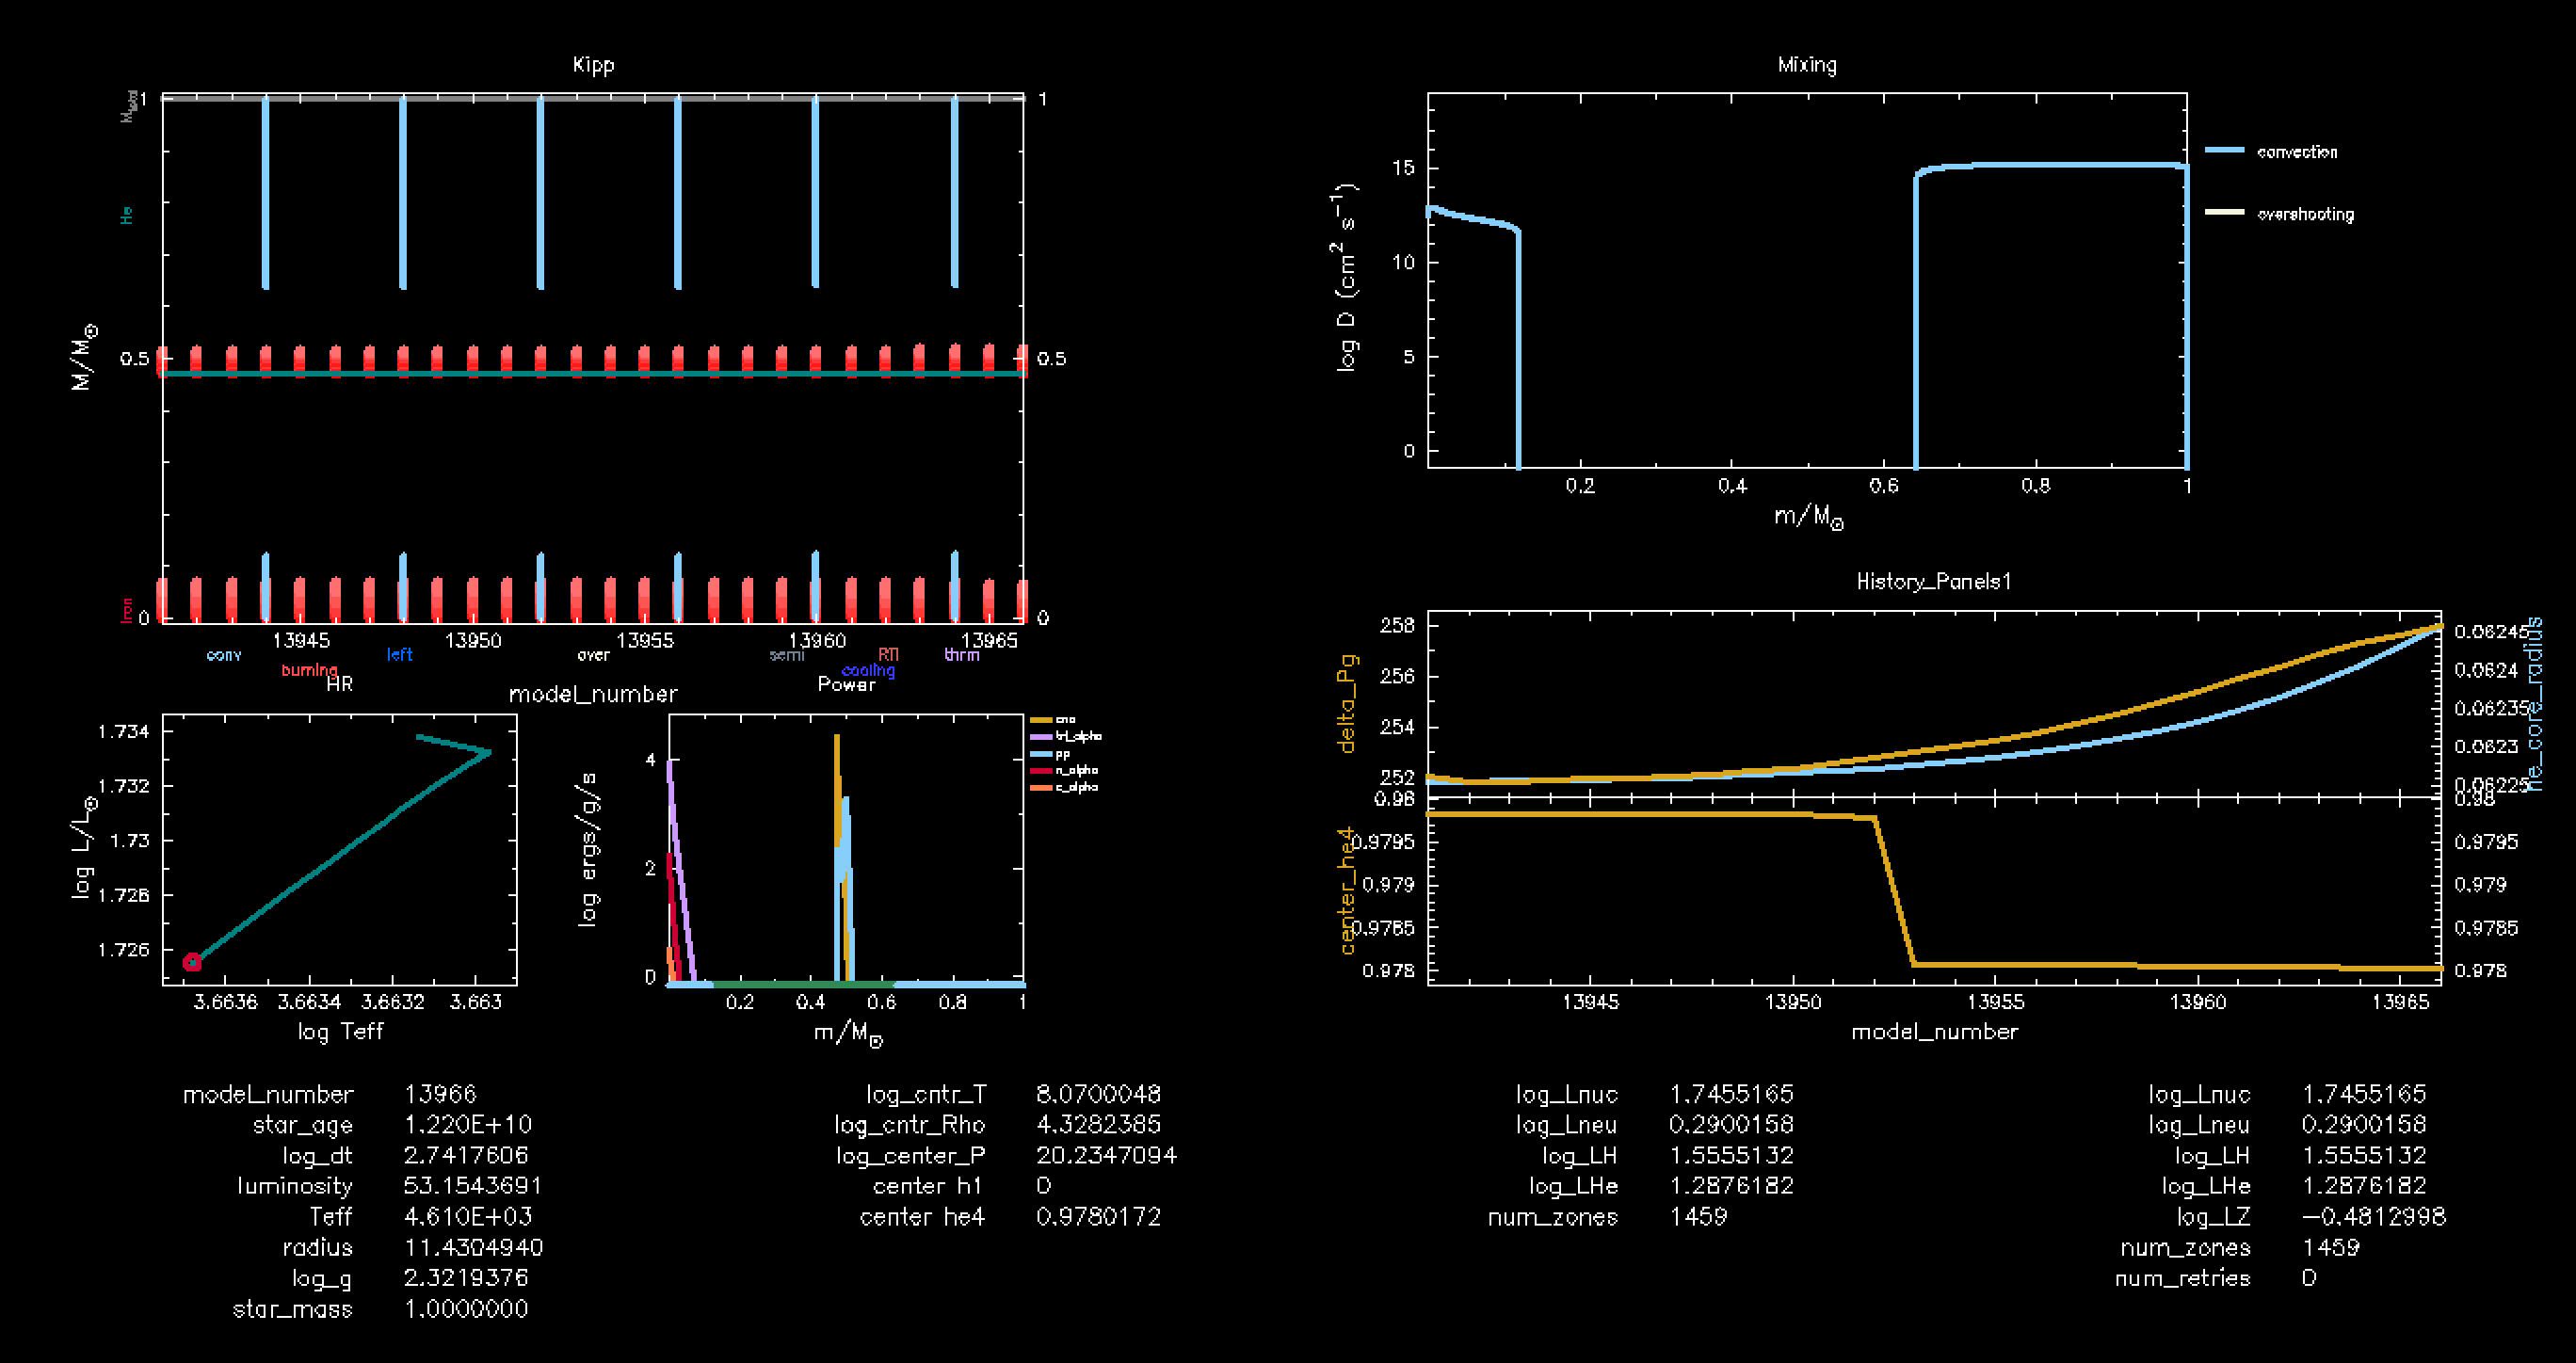 Kipp
M_total
1
1
He
M/M☉
0.5
0.5
Iron
0
0
13945 13950 13955 13960 13965
conv left over semi RTI thrm
burning cooling
model_number
HR
1.734
1.732
1.73
1.728
1.726
log L/L☉
3.6636 3.6634 3.6632 3.663
log Teff
Power
log ergs/g/s
4
2
0
0.2 0.4 0.6 0.8 1
m/M☉
cno
tri_alpha
pp
n_alpha
c_alpha
Mixing
log D (cm² s⁻¹)
15
10
5
0
0.2 0.4 0.6 0.8 1
m/M☉
convection
overshooting
History_Panels1
delta_Pg
258
256
254
252
0.06245
0.0624
0.06235
0.0623
0.06225
he_core_radius
center_he4
0.98 0.98
0.9795 0.9795
0.979 0.979
0.9785 0.9785
0.978 0.978
13945 13950 13955 13960 13965
model_number
model_number 13966
star_age 1.220E+10
log_dt 2.7417606
luminosity 53.1543691
Teff 4.610E+03
radius 11.4304940
log_g 2.3219376
star_mass 1.0000000
log_cntr_T 8.0700048
log_cntr_Rho 4.3282385
log_center_P 20.2347094
center h1 0
center he4 0.9780172
log_Lnuc 1.7455165
log_Lneu 0.2900158
log_LH 1.5555132
log_LHe 1.2876182
num_zones 1459
log_Lnuc 1.7455165
log_Lneu 0.2900158
log_LH 1.5555132
log_LHe 1.2876182
log_LZ −0.4812998
num_zones 1459
num_retries 0